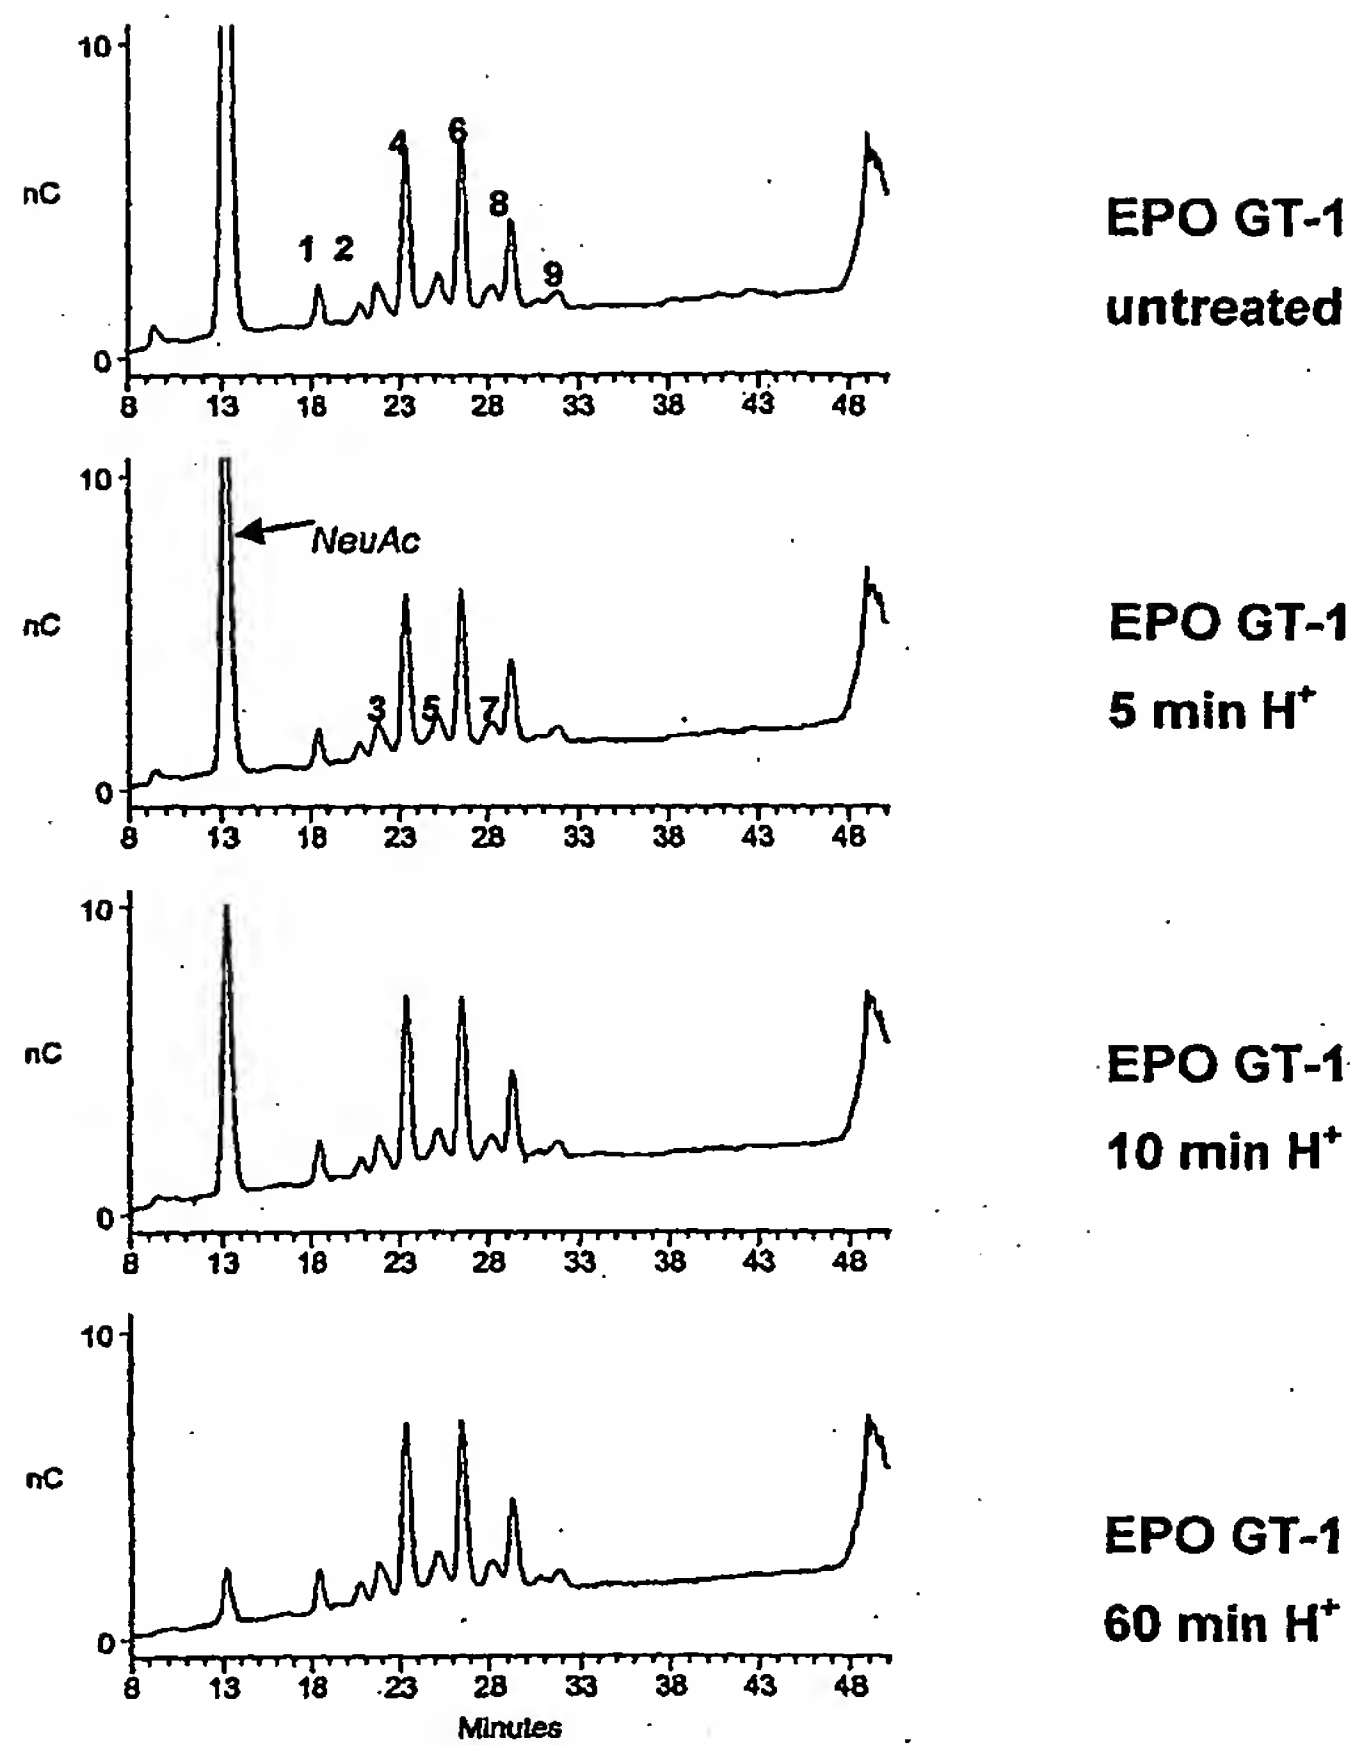 10
nC
0
1 2
4
6
8
9
8 13 18 23 28 33 38 43 48
EPO GT-1
untreated
10
nC
0
NeuAc
3 5 7
8 13 18 23 28 33 38 43 48
EPO GT-1
5 min H⁺
10
nC
0
8 13 18 23 28 33 38 43 48
EPO GT-1
10 min H⁺
10
nC
0
8 13 18 23 28 33 38 43 48
Minutes
EPO GT-1
60 min H⁺